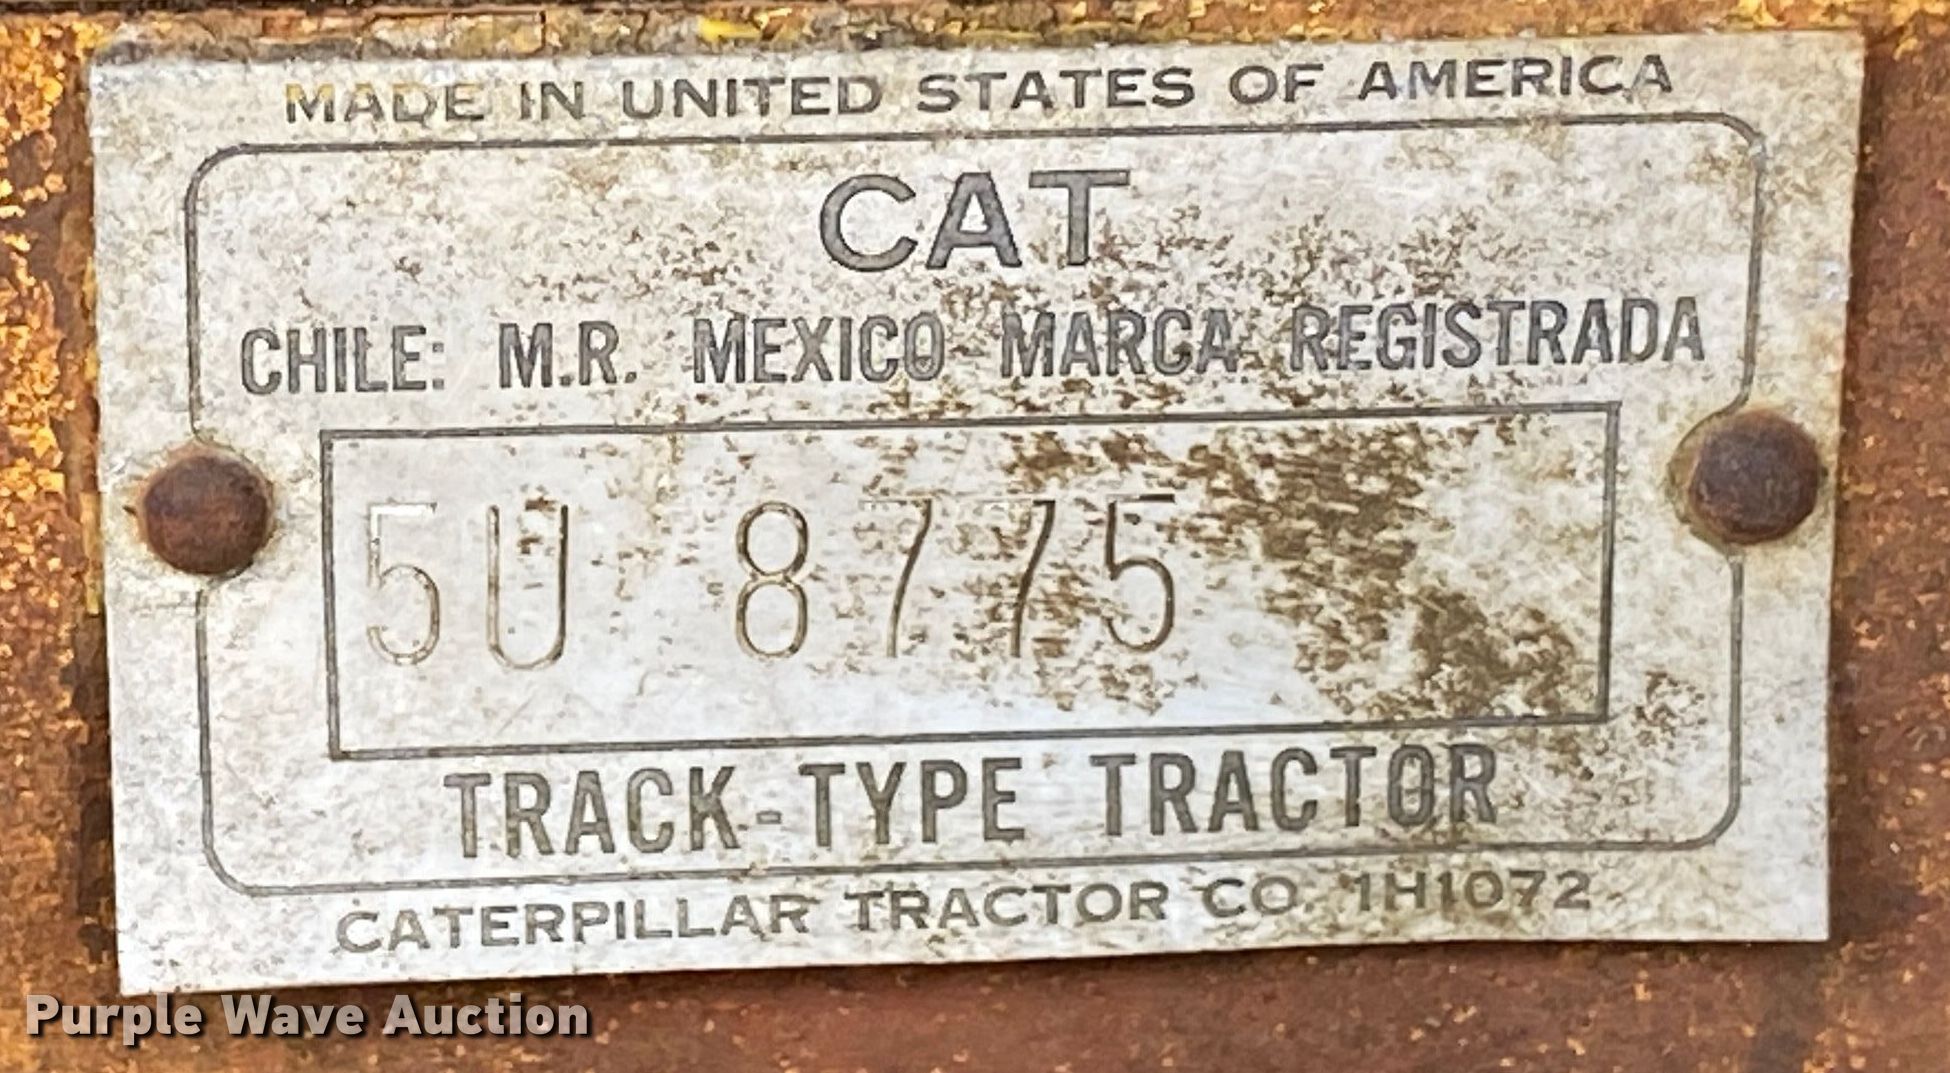 MADE IN UNITED STATES OF AMERICA
CAT
CHILE: M.R. MEXICO MARCA REGISTRADA
5U 8775
TRACK-TYPE TRACTOR
CATERPILLAR TRACTOR CO. 1H1072
Purple Wave Auction